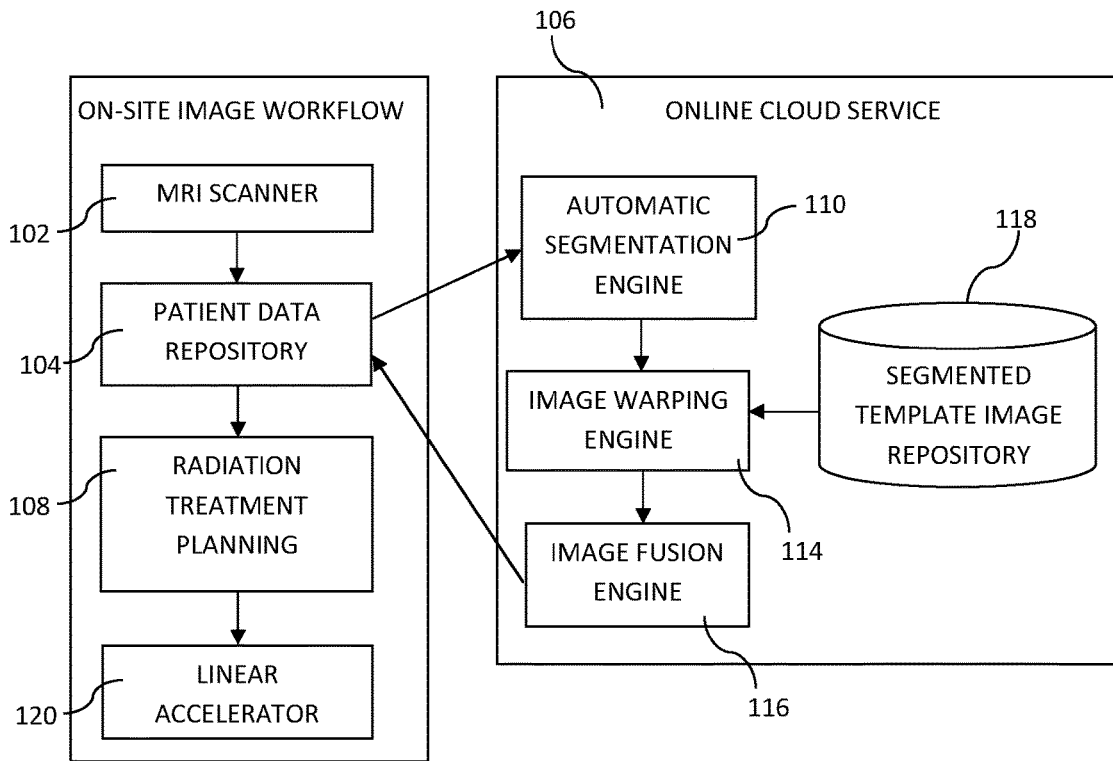 106
ON-SITE IMAGE WORKFLOW
ONLINE CLOUD SERVICE
MRI SCANNER
102
PATIENT DATA
REPOSITORY
104
RADIATION
TREATMENT
PLANNING
108
LINEAR
ACCELERATOR
120
AUTOMATIC
SEGMENTATION
ENGINE
110
118
IMAGE WARPING
ENGINE
114
SEGMENTED
TEMPLATE IMAGE
REPOSITORY
IMAGE FUSION
ENGINE
116